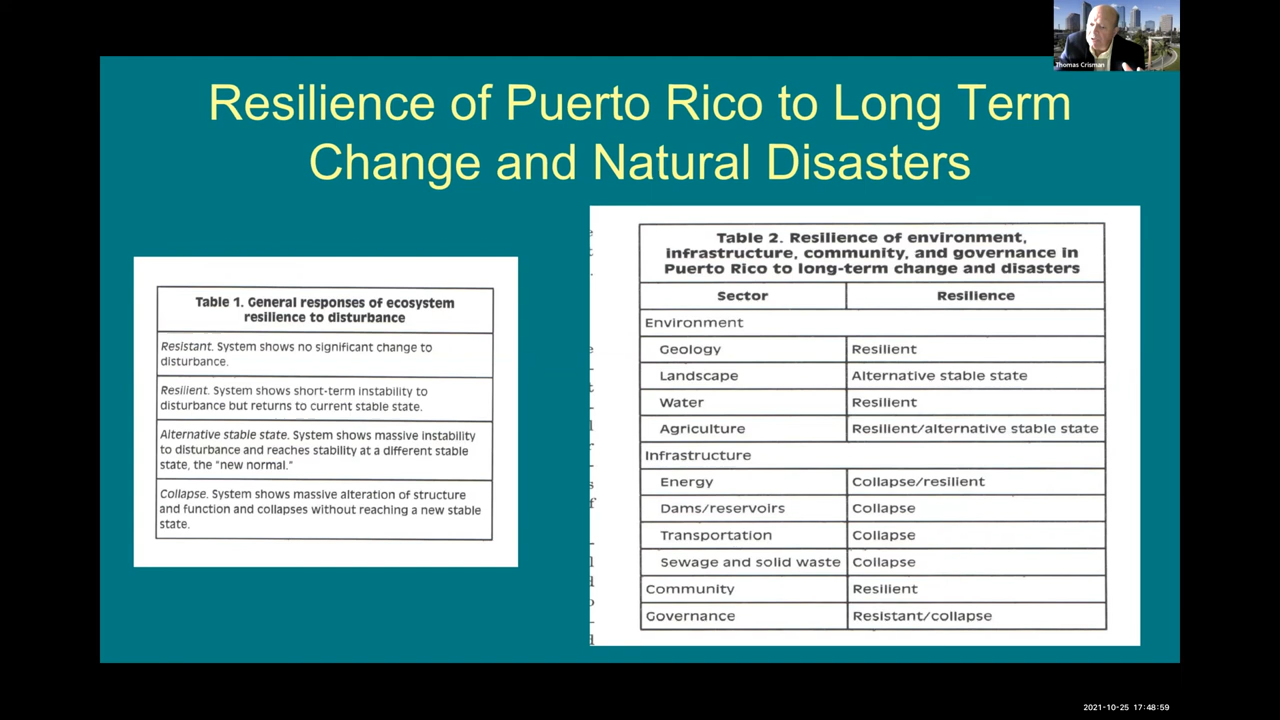 Thomas Crisman
Resilience of Puerto Rico to Long Term
Change and Natural Disasters
Table 1. General responses of ecosystem
resilience to disturbance
Resistant. System shows no significant change to
disturbance.
Resilient. System shows short-term instability to
disturbance but returns to current stable state.
Alternative stable state. System shows massive instability
to disturbance and reaches stability at a different stable
state, the "new normal."
Collapse. System shows massive alteration of structure
and function and collapses without reaching a new stable
state.
Table 2. Resilience of environment,
infrastructure, community, and governance in
Puerto Rico to long-term change and disasters
Sector Resilience
Environment
Geology Resilient
Landscape Alternative stable state
Water Resilient
Agriculture Resilient/alternative stable state
Infrastructure
Energy Collapse/resilient
Dams/reservoirs Collapse
Transportation Collapse
Sewage and solid waste Collapse
Community Resilient
Governance Resistant/collapse
2021-10-25 17:48:59